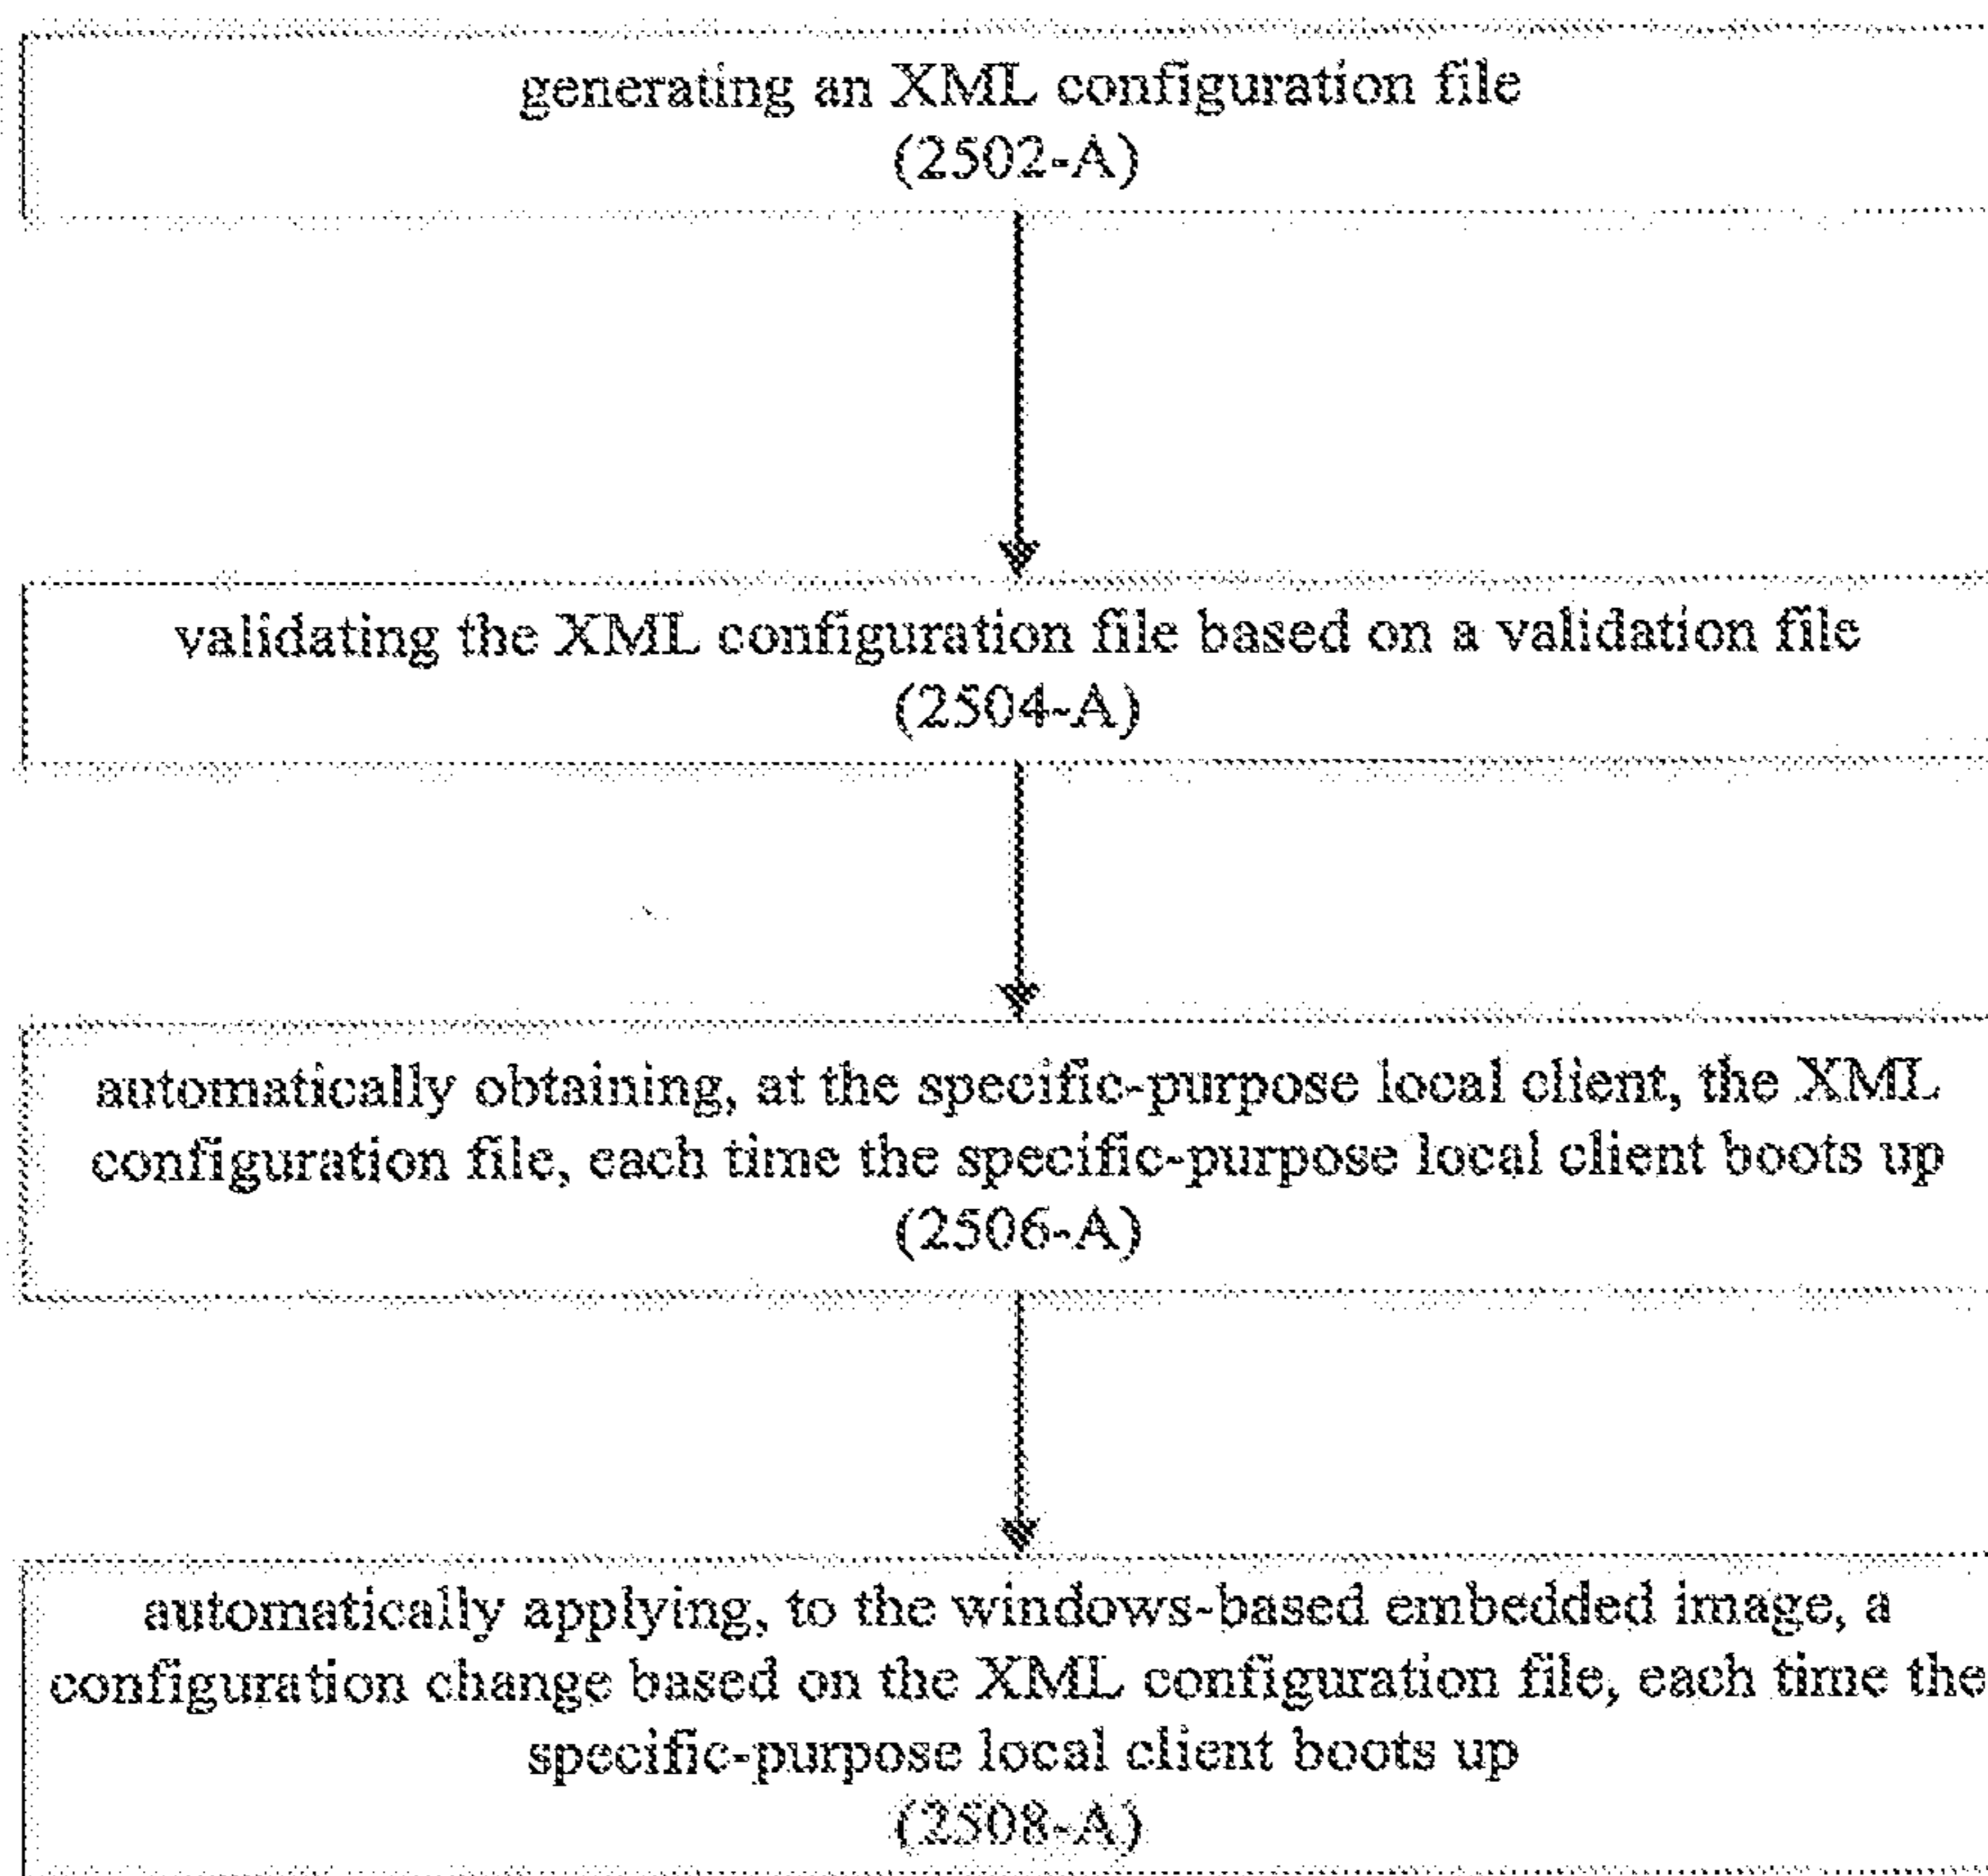 generating an XML configuration file
(2502-A)
validating the XML configuration file based on a validation file
(2504-A)
automatically obtaining, at the specific-purpose local client, the XML
configuration file, each time the specific-purpose local client boots up
(2506-A)
automatically applying, to the windows-based embedded image, a
configuration change based on the XML configuration file, each time the
specific-purpose local client boots up
(2508-A)